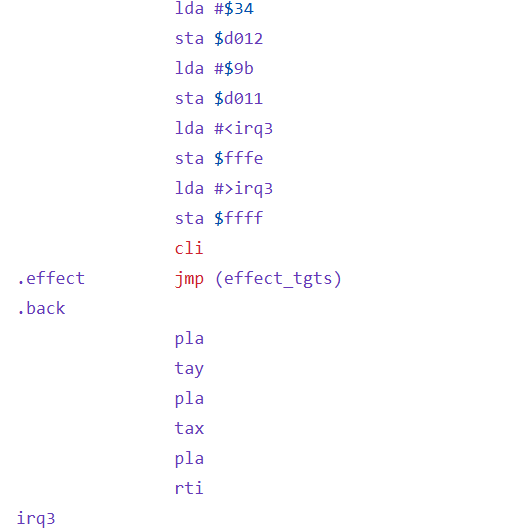 lda #$34
sta $d012
lda #$9b
sta $d011
lda #<irq3
sta $fffe
lda #>irq3
sta $ffff
cli
.effect jmp (effect_tgts)
.back
pla
tay
pla
tax
pla
rti
irq3